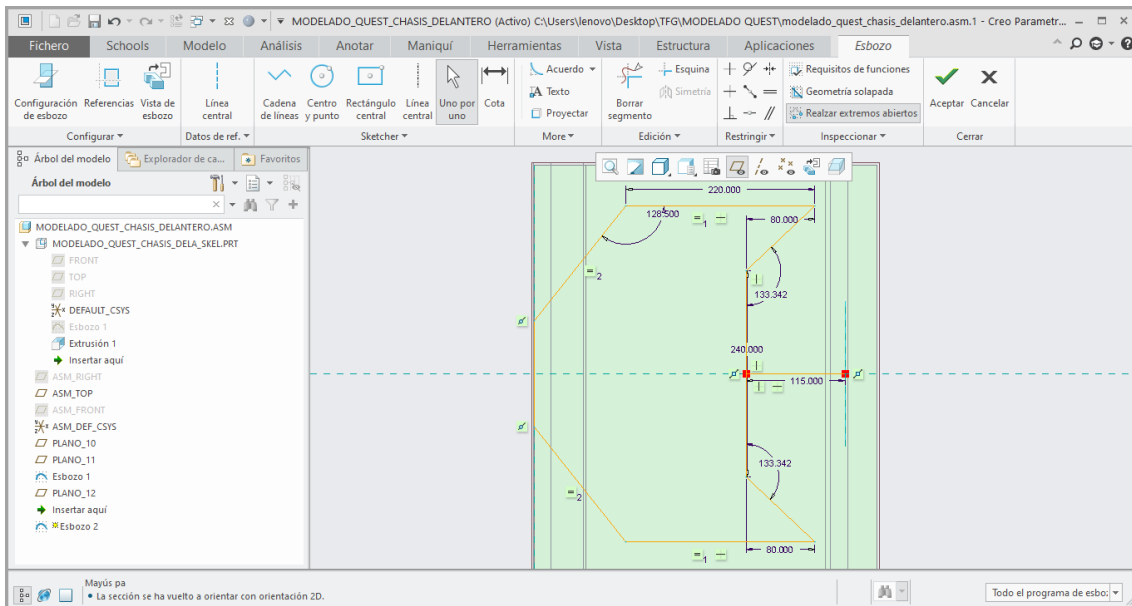 MODELADO_QUEST_CHASIS_DELANTERO (Activo) C:\Users\lenovo\Desktop\TFG\MODELADO QUEST\modelado_quest_chasis_delantero.asm.1 - Creo Parametr...
Fichero Schools Modelo Análisis Anotar Maniquí Herramientas Vista Estructura Aplicaciones Esbozo
Configuración de esbozo
Referencias
Vista de esbozo
Línea central
Cadena de líneas
Centro y punto
Rectángulo central
Línea central
Uno por uno
Cota
Acuerdo
Texto
Proyectar
Borrar segmento
Esquina
Simetría
Requisitos de funciones
Geometría solapada
Realzar extremos abiertos
Aceptar
Cancelar
Configurar Datos de ref. Sketcher More Edición Restringir Inspeccionar Cerrar
Árbol del modelo Explorador de ca... Favoritos
Árbol del modelo
MODELADO_QUEST_CHASIS_DELANTERO.ASM
MODELADO_QUEST_CHASIS_DELA_SKEL.PRT
FRONT
TOP
RIGHT
DEFAULT_CSYS
Esbozo 1
Extrusión 1
Insertar aquí
ASM_RIGHT
ASM_TOP
ASM_FRONT
ASM_DEF_CSYS
PLANO_10
PLANO_11
Esbozo 1
PLANO_12
Insertar aquí
Esbozo 2
220.000
128.500
80.000
133.342
240.000
115.000
133.342
80.000
1
2
2
1
Mayús pa
• La sección se ha vuelto a orientar con orientación 2D.
Todo el programa de esbo: